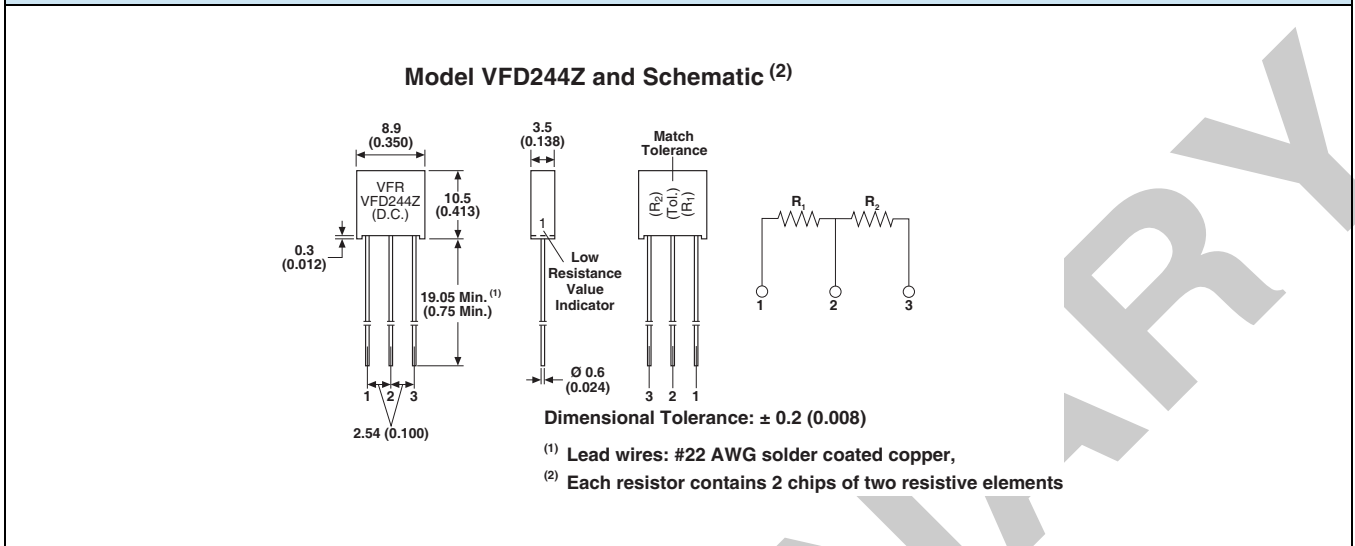 Model VFD244Z and Schematic (2)
8.9
(0.350)
VFR
VFD244Z
(D.C.)
10.5
(0.413)
0.3
(0.012)
19.05 Min. (1)
(0.75 Min.)
1 2 3
2.54 (0.100)
3.5
(0.138)
1
Low
Resistance
Value
Indicator
Ø 0.6
(0.024)
Match
Tolerance
(R2)
(Tol.)
(R1)
3 2 1
R1 R2
1 2 3
Dimensional Tolerance: ± 0.2 (0.008)
(1) Lead wires: #22 AWG solder coated copper,
(2) Each resistor contains 2 chips of two resistive elements